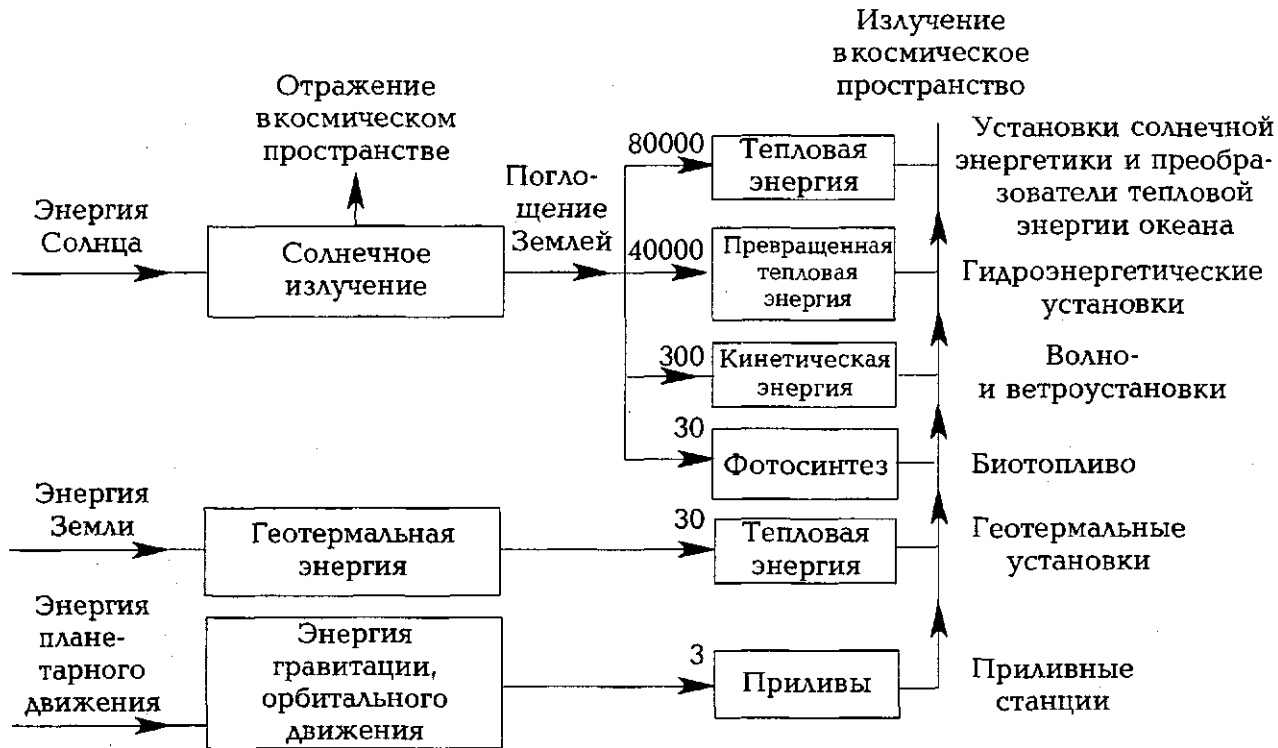 Излучение
в космическое
пространство
Отражение
в космическом
пространстве
Энергия
Солнца
Солнечное
излучение
Погло-
щение
Землей
80000
Тепловая
энергия
Установки солнечной
энергетики и преобра-
зователи тепловой
энергии океана
40000
Превращенная
тепловая
энергия
Гидроэнергетические
установки
300
Кинетическая
энергия
Волно-
и ветроустановки
30
Фотосинтез
Биотопливо
Энергия
Земли
Геотермальная
энергия
30
Тепловая
энергия
Геотермальные
установки
Энергия
плане-
тарного
движения
Энергия
гравитации,
орбитального
движения
3
Приливы
Приливные
станции